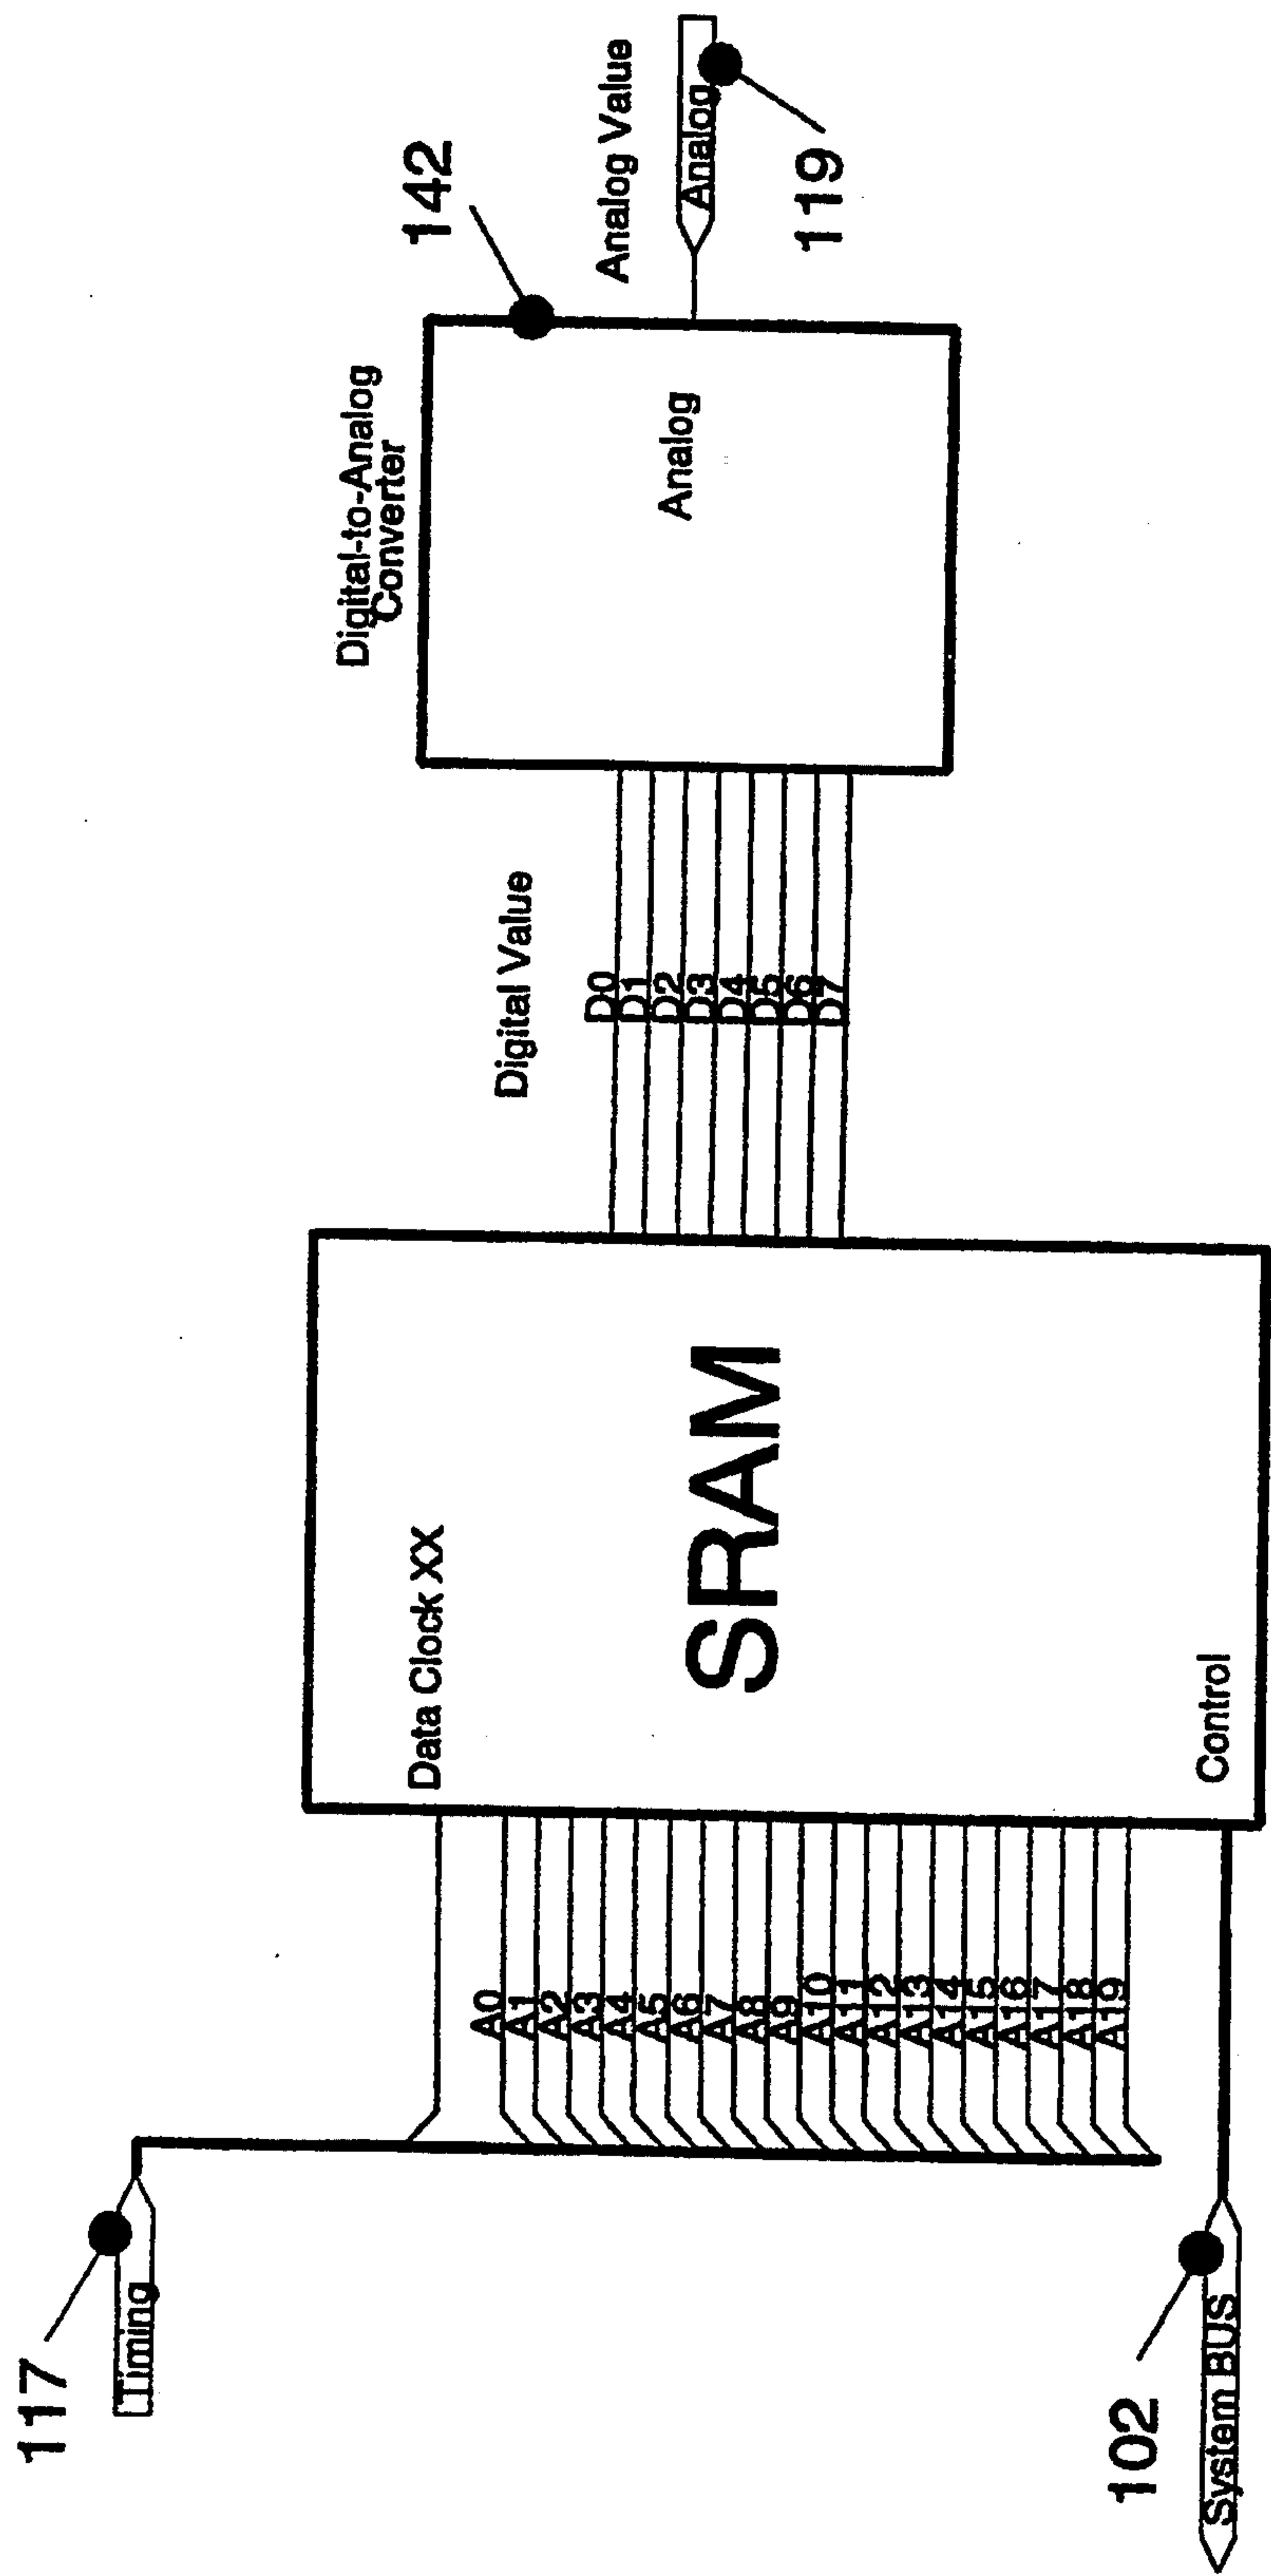 117
Timing
102
System BUS
A0
A1
A2
A3
A4
A5
A6
A7
A8
A9
A10
A11
A12
A13
A14
A15
A16
A17
A18
A19
Data Clock XX
SRAM
Control
Digital Value
D0
D1
D2
D3
D4
D5
D6
D7
Digital-to-Analog
Converter
Analog
142
Analog Value
Analog
119